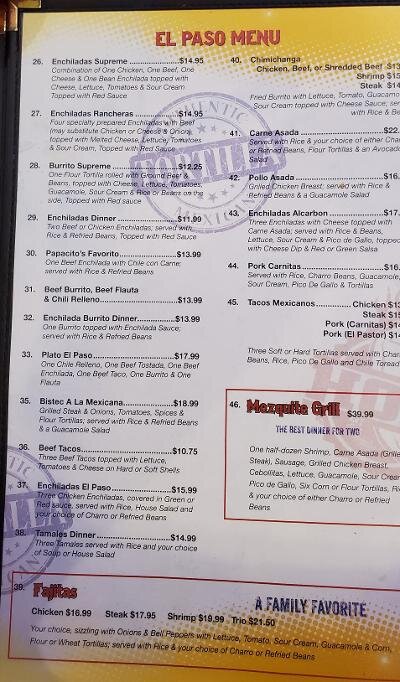 EL PASO MENU
26. Enchiladas Supreme ...................$14.95
Combination of One Chicken, One Beef, One
Cheese & One Bean Enchilada topped with
Cheese, Lettuce, Tomatoes & Sour Cream
Topped with Red Sauce
27. Enchiladas Rancheras ...............$14.95
Four specially prepared Enchiladas with Beef
(may substitute Chicken or Cheese & Onion)
topped with Melted Cheese, Lettuce, Tomatoes
& Sour Cream, Topped with Red Sauce
28. Burrito Supreme ......................$12.25
One Flour Tortilla rolled with Ground Beef &
Beans, topped with Cheese, Lettuce, Tomatoes,
Guacamole, Sour Cream & Rice or Beans on the
side, Topped with Red Sauce
29. Enchiladas Dinner .....................$11.99
Two Beef or Chicken Enchiladas; served with
Rice & Refried Beans, Topped with Red Sauce
30. Papacito's Favorito ....................$13.99
One Beef Enchilada with Chile con Carne;
served with Rice & Refried Beans
31. Beef Burrito, Beef Flauta
& Chili Relleno...........................$13.99
32. Enchilada Burrito Dinner............$13.99
One Burrito topped with Enchilada Sauce;
served with Rice & Refried Beans
33. Plato El Paso ............................$17.99
One Chile Relleno, One Beef Tostada, One Beef
Enchilada, One Beef Taco, One Burrito & One
Flauta
35. Bistec A La Mexicana................$18.99
Grilled Steak & Onions, Tomatoes, Spices &
Flour Tortillas; served with Rice & Refried Beans
& a Guacamole Salad
36. Beef Tacos................................$10.75
Three Beef Tacos topped with Lettuce,
Tomatoes & Cheese on Hard or Soft Shells
37. Enchiladas El Paso ...................$15.99
Three Chicken Enchiladas, covered in Green or
Red sauce, served with Rice, House Salad and
your choice of Charro or Refried Beans
38. Tamales Dinner ........................$14.99
Three Tamales served with Rice and your choice
of Soup or House Salad
40. Chimichanga
Chicken, Beef, or Shredded Beef $13
Shrimp $15
Steak $14
Fried Burrito with Lettuce, Tomato, Guacamo
Sour Cream topped with Cheese Sauce; ser
with Rice & Be
41. Carne Asada ...........................$22.
Served with Rice & your choice of either Char
or Refried Beans, Flour Tortillas & an Avocado
Salad
42. Pollo Asada .............................$16.
Grilled Chicken Breast; served with Rice &
Refried Beans & a Guacamole Salad
43. Enchiladas Alcarbon ................$17.
Three Enchiladas with Cheese topped with
Carne Asada; served with Rice & Beans,
Lettuce, Sour Cream & Pico de Gallo, topped
with Cheese Dip & Red or Green Salsa
44. Pork Carnitas ...........................$16.
Served with Rice, Charro Beans, Guacamole,
Sour Cream, Pico De Gallo & Tortillas
45. Tacos Mexicanos................ Chicken $13
Steak $15
Pork (Carnitas) $14
Pork (El Pastor) $14
Three Soft or Hard Tortillas served with Char
Beans, Rice, Pico De Gallo and Chile Toread
46. Mezquite Grill $39.99
THE BEST DINNER FOR TWO
One half-dozen Shrimp, Carne Asada (Grille
Steak), Sausage, Grilled Chicken Breast,
Cebollitas, Lettuce, Guacamole, Sour Crea
Pico de Gallo, Six Corn or Flour Tortillas, Ri
& your choice of either Charro or Refried
Beans
39. Fajitas
A FAMILY FAVORITE
Chicken $16.99 Steak $17.95 Shrimp $19.99 Trio $21.50
Your choice, sizzling with Onions & Bell Peppers with Lettuce, Tomato, Sour Cream, Guacamole & Corn,
Flour or Wheat Tortillas; served with Rice & your choice of Charro or Refried Beans